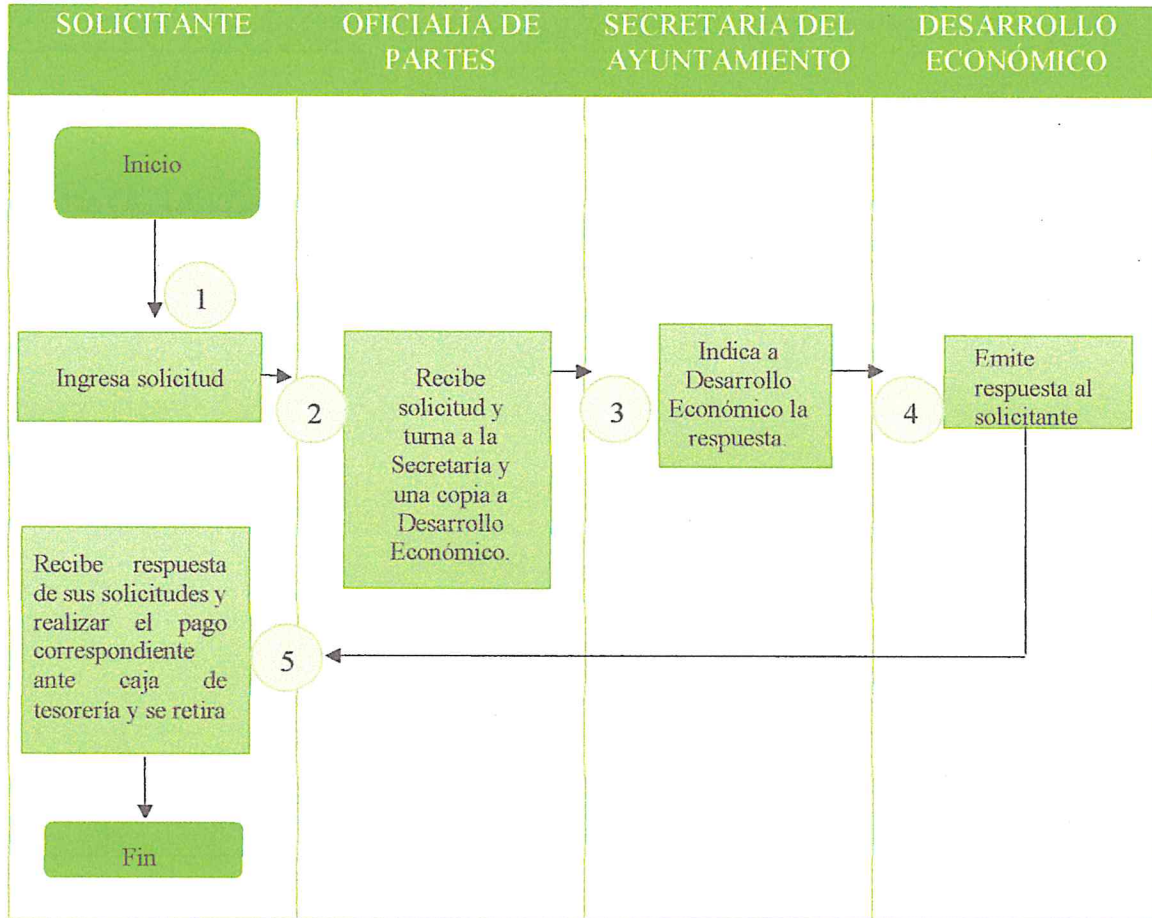 SOLICITANTE
OFICIALÍA DE
PARTES
SECRETARÍA DEL
AYUNTAMIENTO
DESARROLLO
ECONÓMICO
Inicio
1
Ingresa solicitud
2
Recibe
solicitud y
turna a la
Secretaría y
una copia a
Desarrollo
Económico.
3
Indica a
Desarrollo
Económico la
respuesta.
4
Emite
respuesta al
solicitante
Recibe respuesta
de sus solicitudes y
realizar el pago
correspondiente
ante caja de
tesorería y se retira
5
Fin